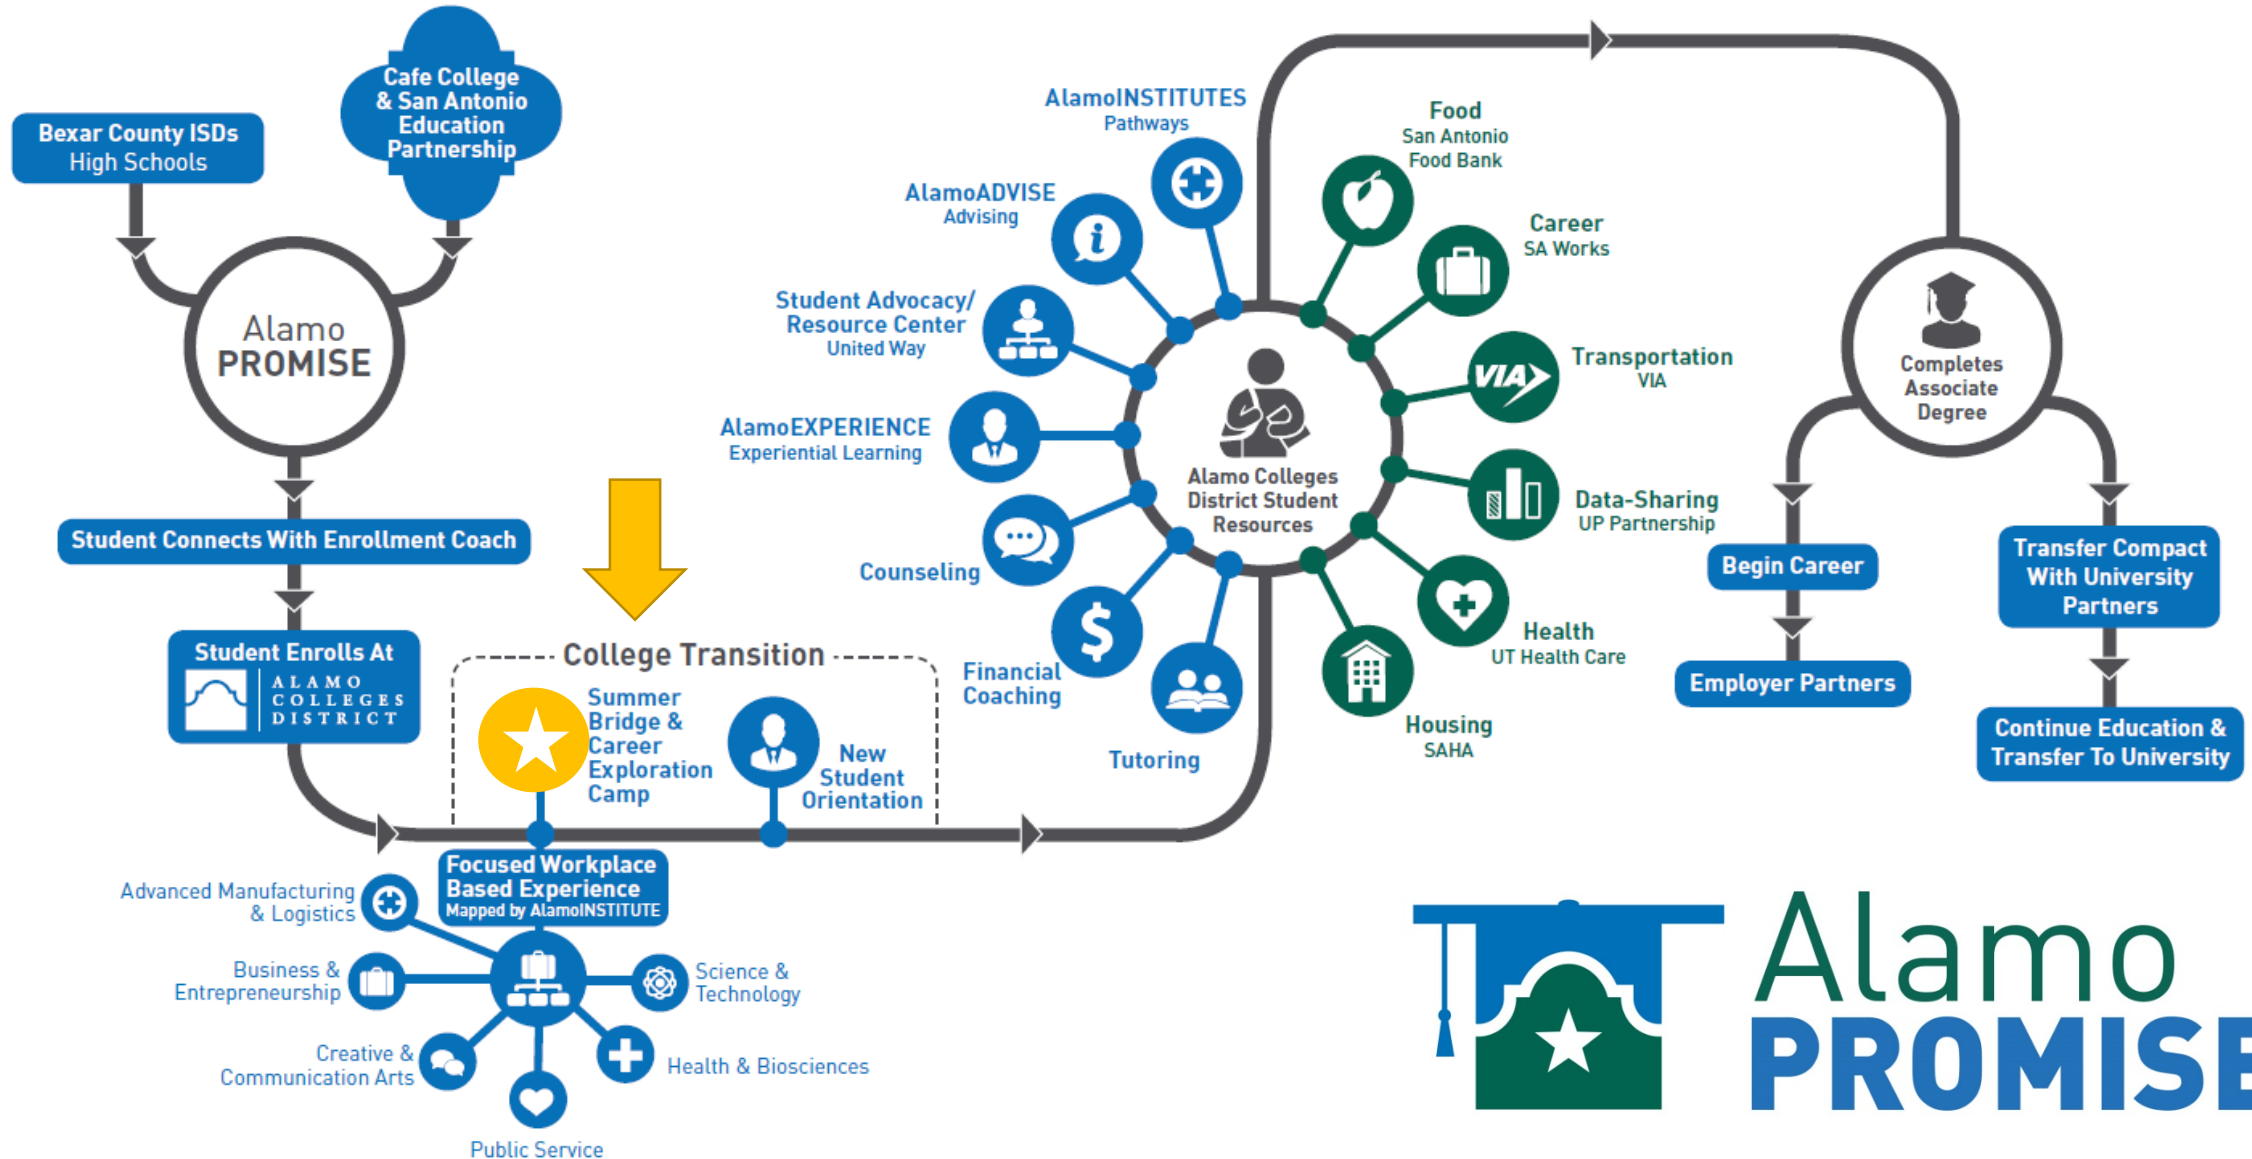 Bexar County ISDs
High Schools
Cafe College
& San Antonio
Education
Partnership
Alamo
PROMISE
Student Connects With Enrollment Coach
Student Enrolls At
ALAMO
COLLEGES
DISTRICT
College Transition
Summer
Bridge &
Career
Exploration
Camp
New
Student
Orientation
Focused Workplace
Based Experience
Mapped by AlamoINSTITUTE
Advanced Manufacturing
& Logistics
Business &
Entrepreneurship
Creative &
Communication Arts
Public Service
Health & Biosciences
Science &
Technology
AlamoINSTITUTES
Pathways
AlamoADVISE
Advising
Student Advocacy/
Resource Center
United Way
AlamoEXPERIENCE
Experiential Learning
Counseling
Financial
Coaching
Tutoring
Alamo Colleges
District Student
Resources
Food
San Antonio
Food Bank
Career
SA Works
VIA
Transportation
VIA
Data-Sharing
UP Partnership
Health
UT Health Care
Housing
SAHA
Completes
Associate
Degree
Begin Career
Employer Partners
Transfer Compact
With University
Partners
Continue Education &
Transfer To University
Alamo
PROMISE